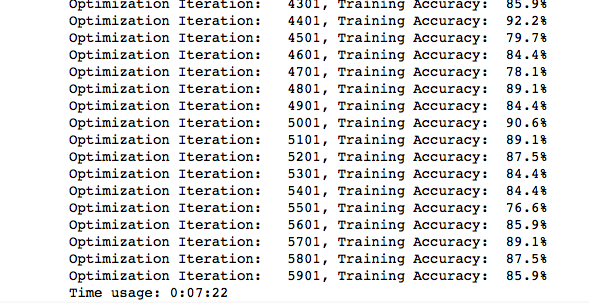 Optimization Iteration: 4301, Training Accuracy: 85.9%
Optimization Iteration: 4401, Training Accuracy: 92.2%
Optimization Iteration: 4501, Training Accuracy: 79.7%
Optimization Iteration: 4601, Training Accuracy: 84.4%
Optimization Iteration: 4701, Training Accuracy: 78.1%
Optimization Iteration: 4801, Training Accuracy: 89.1%
Optimization Iteration: 4901, Training Accuracy: 84.4%
Optimization Iteration: 5001, Training Accuracy: 90.6%
Optimization Iteration: 5101, Training Accuracy: 89.1%
Optimization Iteration: 5201, Training Accuracy: 87.5%
Optimization Iteration: 5301, Training Accuracy: 84.4%
Optimization Iteration: 5401, Training Accuracy: 84.4%
Optimization Iteration: 5501, Training Accuracy: 76.6%
Optimization Iteration: 5601, Training Accuracy: 85.9%
Optimization Iteration: 5701, Training Accuracy: 89.1%
Optimization Iteration: 5801, Training Accuracy: 87.5%
Optimization Iteration: 5901, Training Accuracy: 85.9%
Time usage: 0:07:22